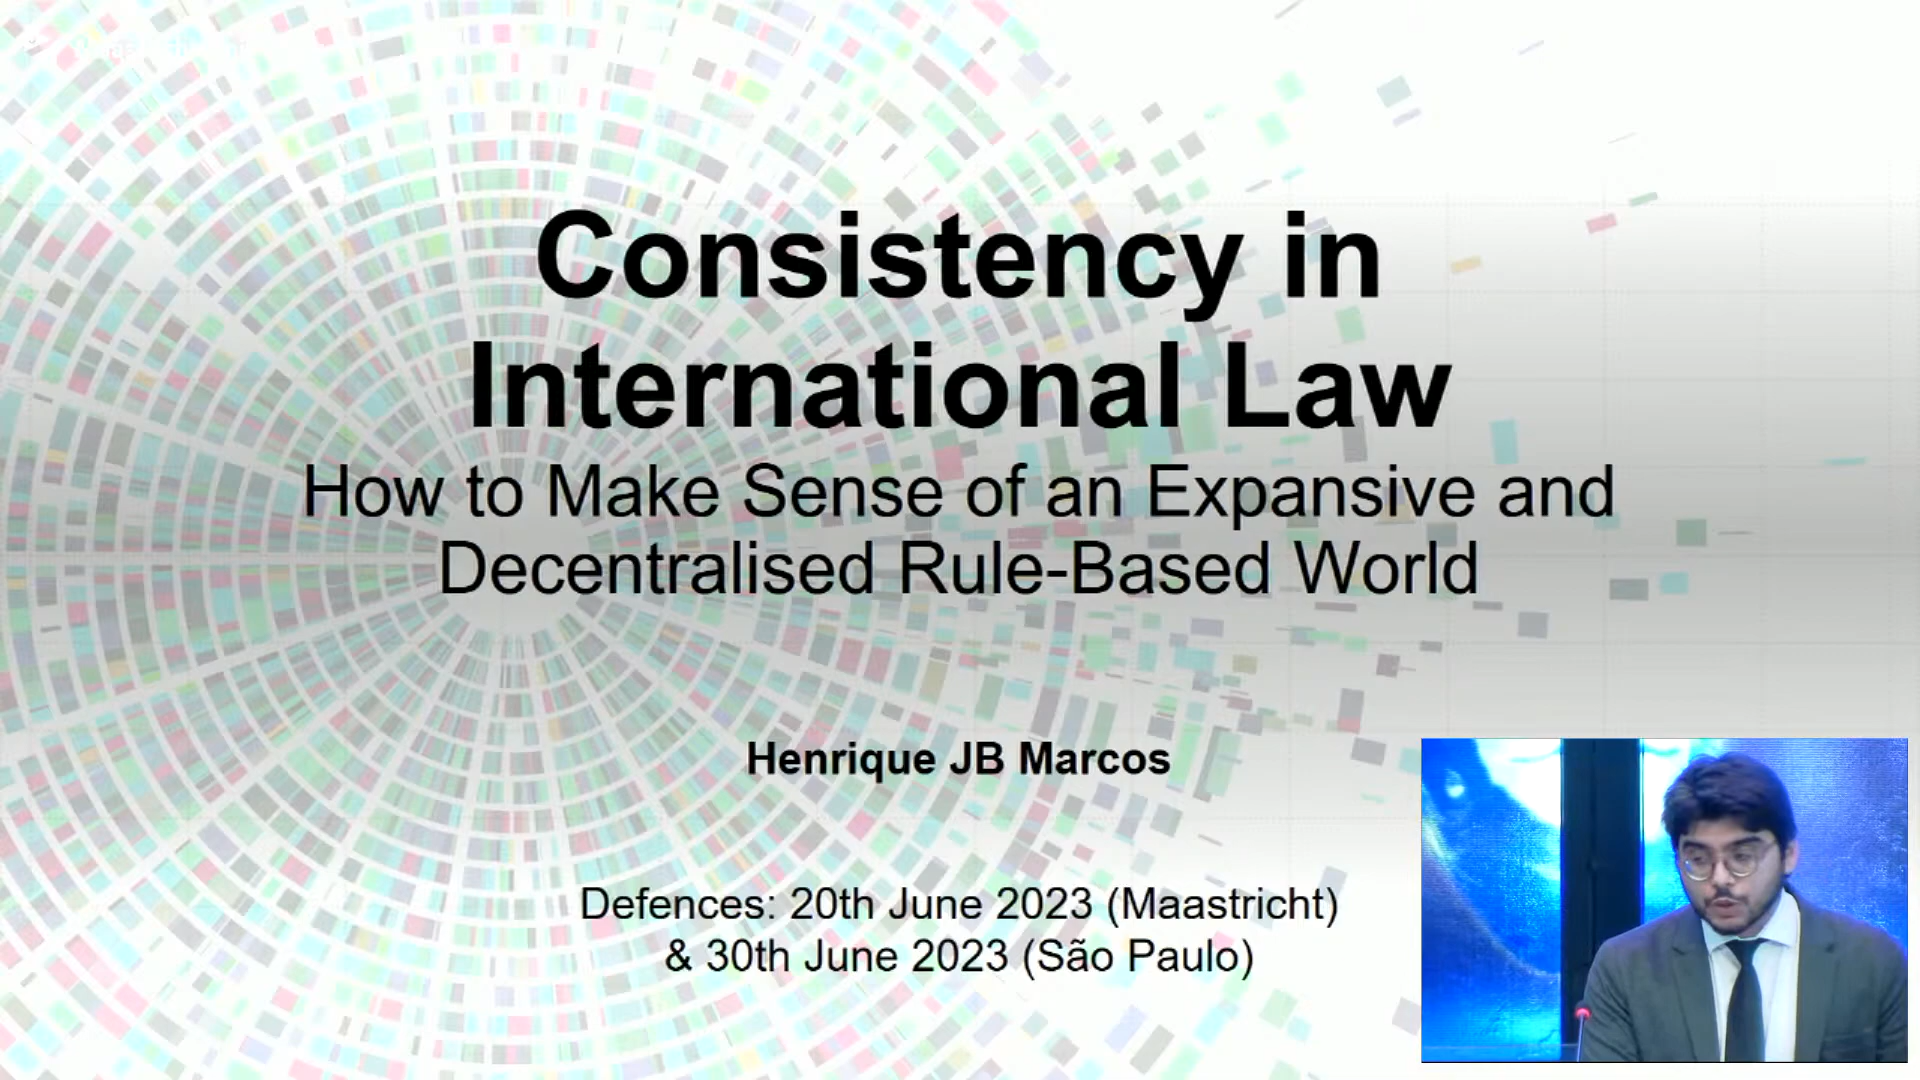 Consistency in
International Law
How to Make Sense of an Expansive and
Decentralised Rule-Based World
Henrique JB Marcos
Defences: 20th June 2023 (Maastricht)
& 30th June 2023 (São Paulo)